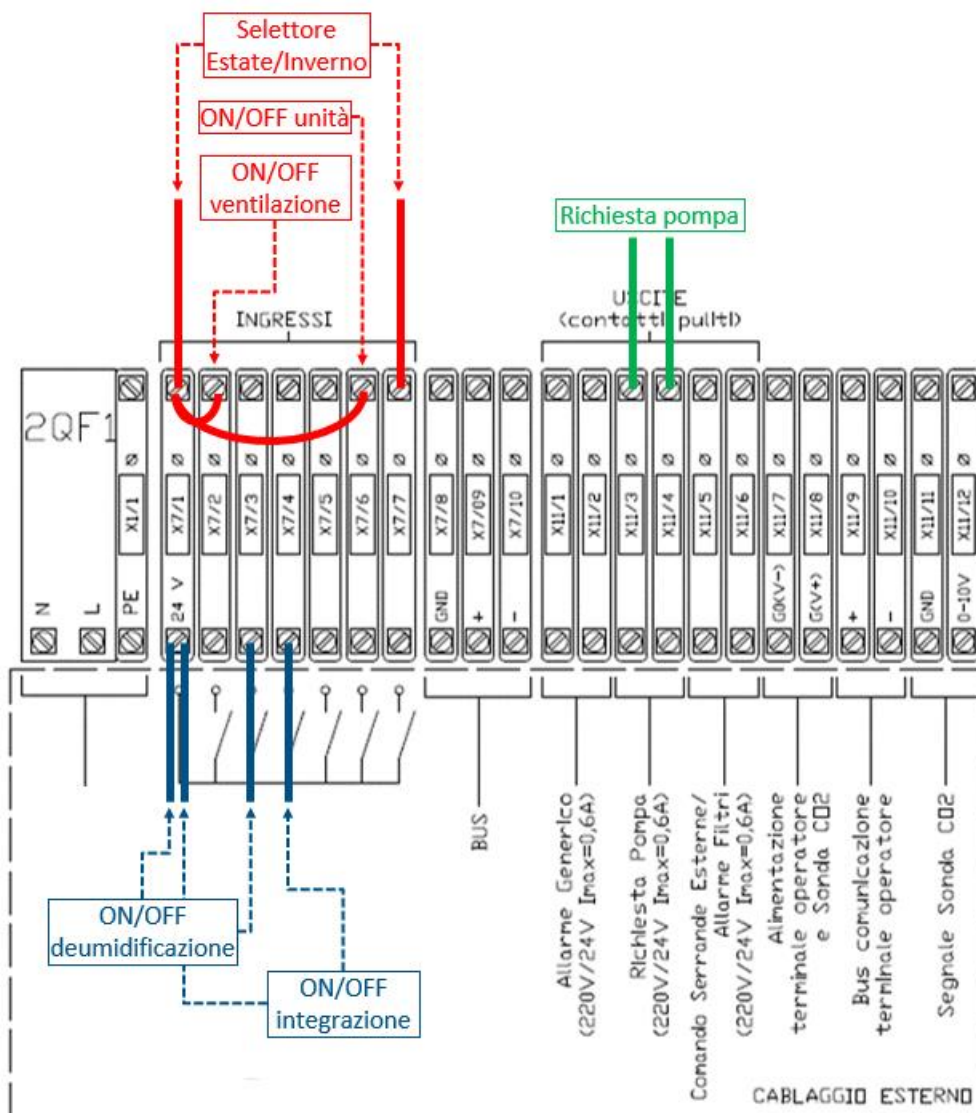 Selettore
Estate/Inverno
ON/OFF unità
ON/OFF
ventilazione
Richiesta pompa
INGRESSI
USCITE
(contatti puliti)
2QF1
N
L
X1/1
PE
X7/1
24 V
X7/2
X7/3
X7/4
X7/5
X7/6
X7/7
X7/8
GND
X7/09
+
X7/10
-
X11/1
X11/2
X11/3
X11/4
X11/5
X11/6
X11/7
G0(V-)
X11/8
G(V+)
X11/9
+
X11/10
-
X11/11
GND
X11/12
0-10V
ON/OFF
deumidificazione
ON/OFF
integrazione
BUS
Allarme Generico
(220V/24V Imax=0,6A)
Richiesta Pompa
(220V/24V Imax=0,6A)
Comando Serrande Esterne/
Allarme Filtri
(220V/24V Imax=0,6A)
Alimentazione
terminale operatore
e Sonda CO2
Bus comunicazione
terminale operatore
Segnale Sonda CO2
CABLAGGIO ESTERNO